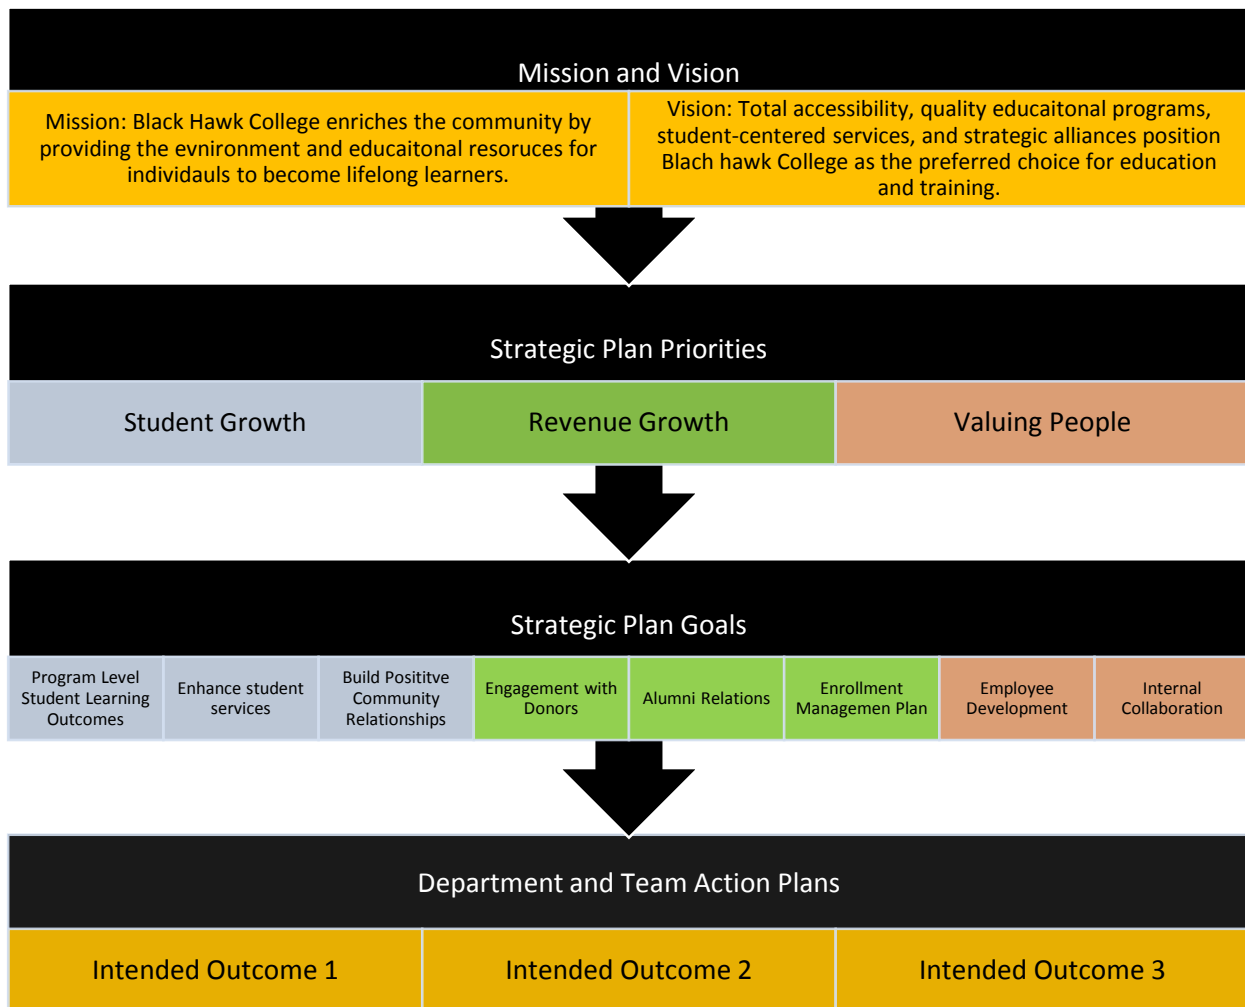 Mission and Vision
Mission: Black Hawk College enriches the community by
providing the evnironment and educaitonal resoruces for
individauls to become lifelong learners.
Vision: Total accessibility, quality educaitonal programs,
student-centered services, and strategic alliances position
Blach hawk College as the preferred choice for education
and training.
Strategic Plan Priorities
Student Growth
Revenue Growth
Valuing People
Strategic Plan Goals
Program Level
Student Learning
Outcomes
Enhance student
services
Build Posititve
Community
Relationships
Engagement with
Donors
Alumni Relations
Enrollment
Managemen Plan
Employee
Development
Internal
Collaboration
Department and Team Action Plans
Intended Outcome 1
Intended Outcome 2
Intended Outcome 3